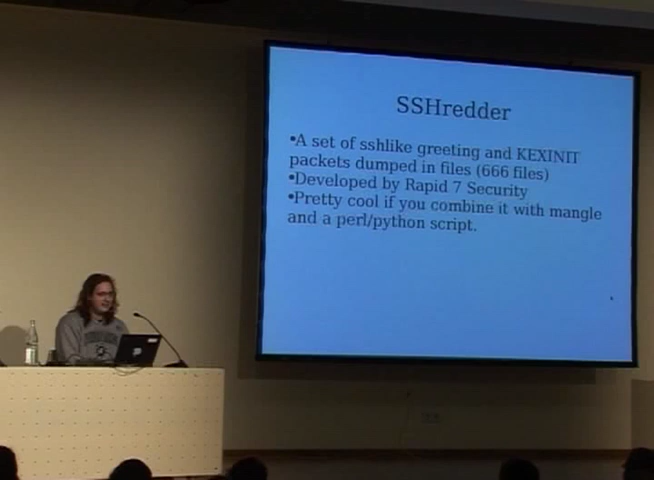 SSHredder
•A set of sshlike greeting and KEXINIT
packets dumped in files (666 files)
•Developed by Rapid 7 Security
•Pretty cool if you combine it with mangle
and a perl/python script.